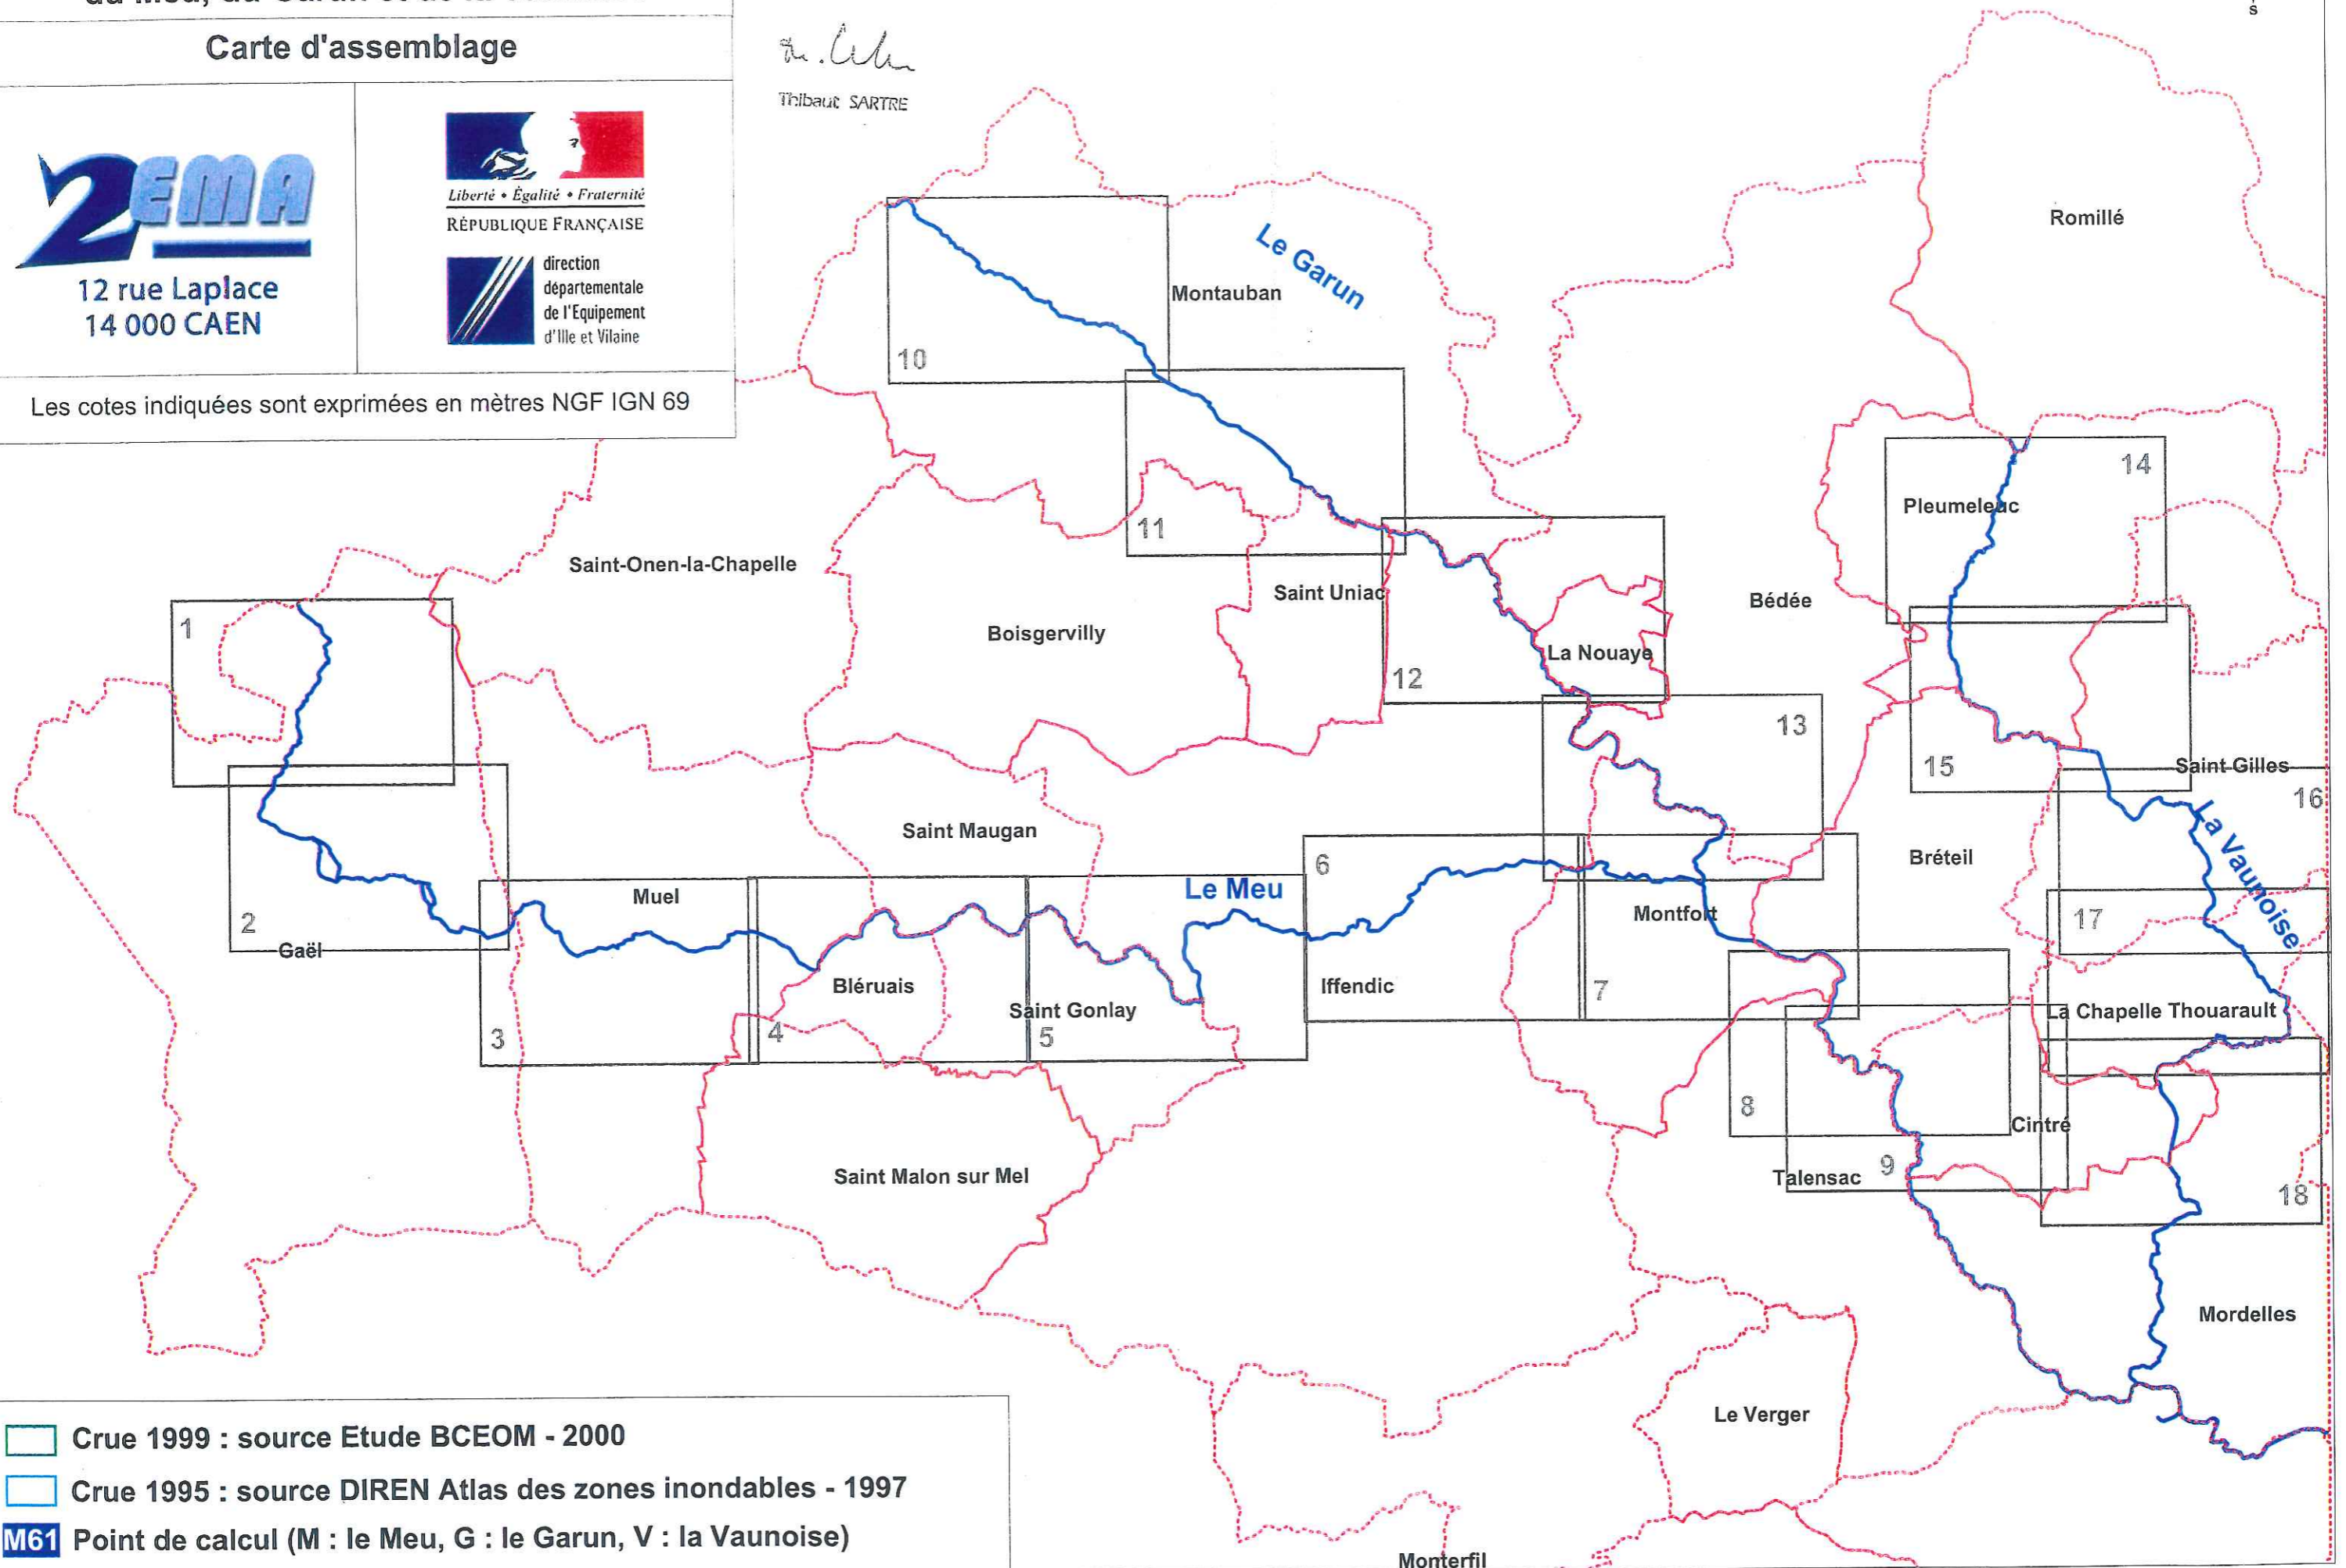 Carte d'assemblage
2EMA
12 rue Laplace
14 000 CAEN
Liberté • Égalité • Fraternité
RÉPUBLIQUE FRANÇAISE
direction
départementale
de l'Equipement
d'Ille et Vilaine
Les cotes indiquées sont exprimées en mètres NGF IGN 69
Thibaut SARTRE
S
Romillé
Le Garun
Montauban
10
14
Pleumeleuc
11
Saint-Onen-la-Chapelle
Saint Uniac
Bédée
1
Boisgervilly
La Nouaye
12
13
15
Saint Gilles
16
Saint Maugan
La Vaunoise
Bréteil
6
Le Meu
Muel
Montfort
17
2
Gaël
Bléruais
Iffendic
7
Saint Gonlay
La Chapelle Thouarault
3
4
5
8
Cintré
Saint Malon sur Mel
Talensac
9
18
Mordelles
Le Verger
Crue 1999 : source Etude BCEOM - 2000
Crue 1995 : source DIREN Atlas des zones inondables - 1997
M61 Point de calcul (M : le Meu, G : le Garun, V : la Vaunoise)
Monterfil